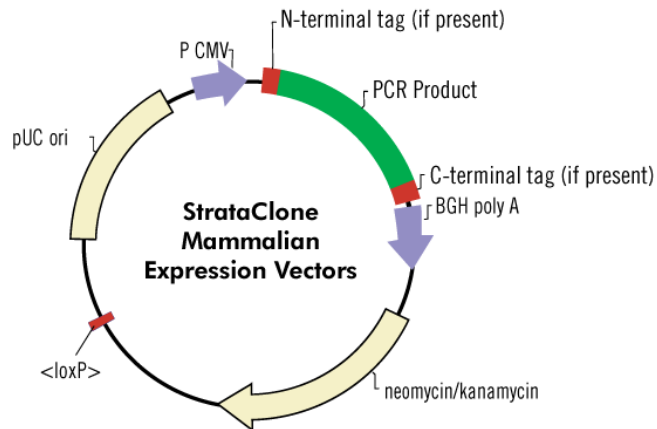 N-terminal tag (if present)
P CMV
PCR Product
pUC ori
C-terminal tag (if present)
BGH poly A
StrataClone
Mammalian
Expression Vectors
<loxP>
neomycin/kanamycin